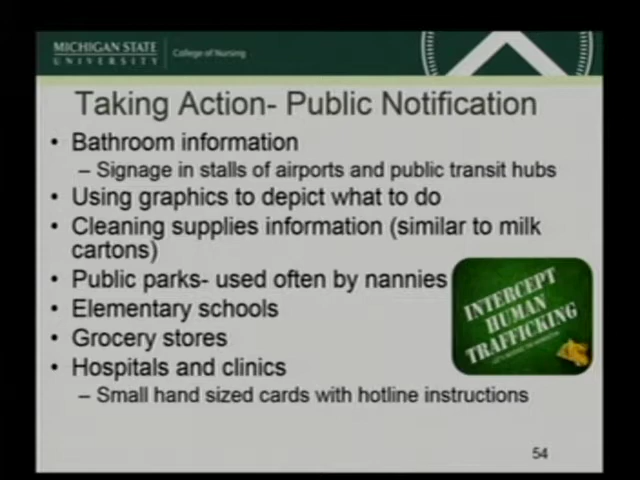 MICHIGAN STATE
UNIVERSITY
College of Nursing
Taking Action- Public Notification
• Bathroom information
– Signage in stalls of airports and public transit hubs
• Using graphics to depict what to do
• Cleaning supplies information (similar to milk
cartons)
• Public parks- used often by nannies
• Elementary schools
• Grocery stores
• Hospitals and clinics
– Small hand sized cards with hotline instructions
INTERCEPT
HUMAN
TRAFFICKING
54